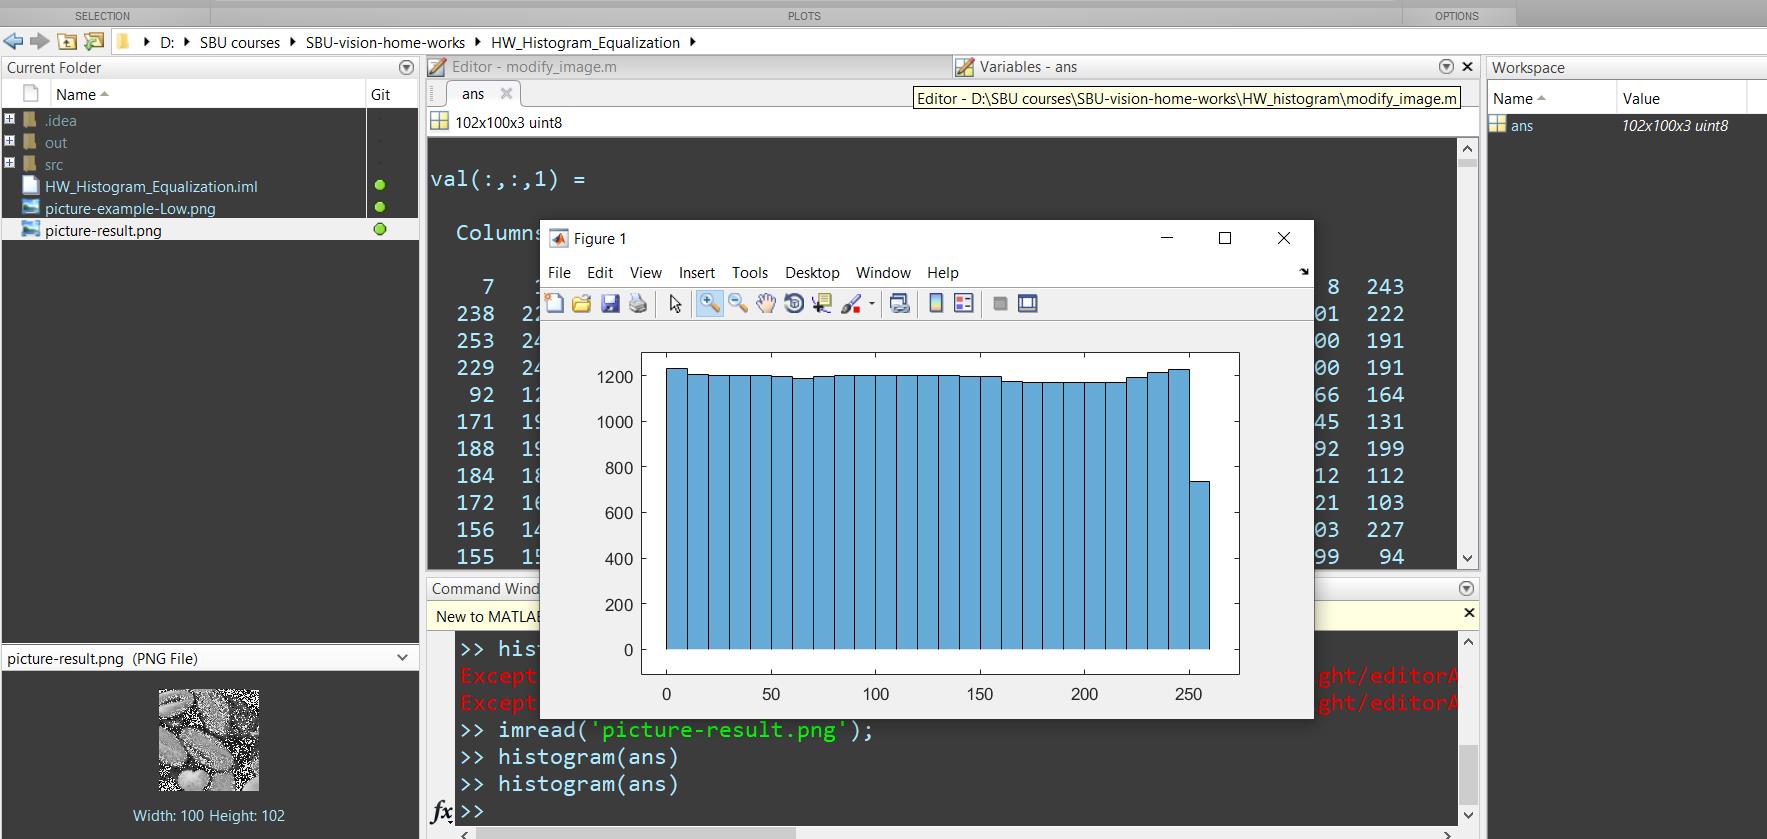 SELECTION PLOTS OPTIONS
D: SBU courses SBU-vision-home-works HW_Histogram_Equalization
Current Folder
Name Git
.idea
out
src
HW_Histogram_Equalization.iml
picture-example-Low.png
picture-result.png
picture-result.png (PNG File)
Width: 100 Height: 102
Editor - modify_image.m Variables - ans
ans
Editor - D:\SBU courses\SBU-vision-home-works\HW_histogram\modify_image.m
102x100x3 uint8
val(:,:,1) =
Columns
7 8 243
238 22 01 222
253 24 00 191
229 24 00 191
92 12 66 164
171 19 45 131
188 19 92 199
184 18 12 112
172 16 21 103
156 14 03 227
155 15 99 94
Figure 1
File Edit View Insert Tools Desktop Window Help
1200
1000
800
600
400
200
0
0 50 100 150 200 250
Command Wind
New to MATLAB
>> hist
Except ght/editorA
Except ght/editorA
>> imread('picture-result.png');
>> histogram(ans)
>> histogram(ans)
fx >>
Workspace
Name Value
ans 102x100x3 uint8